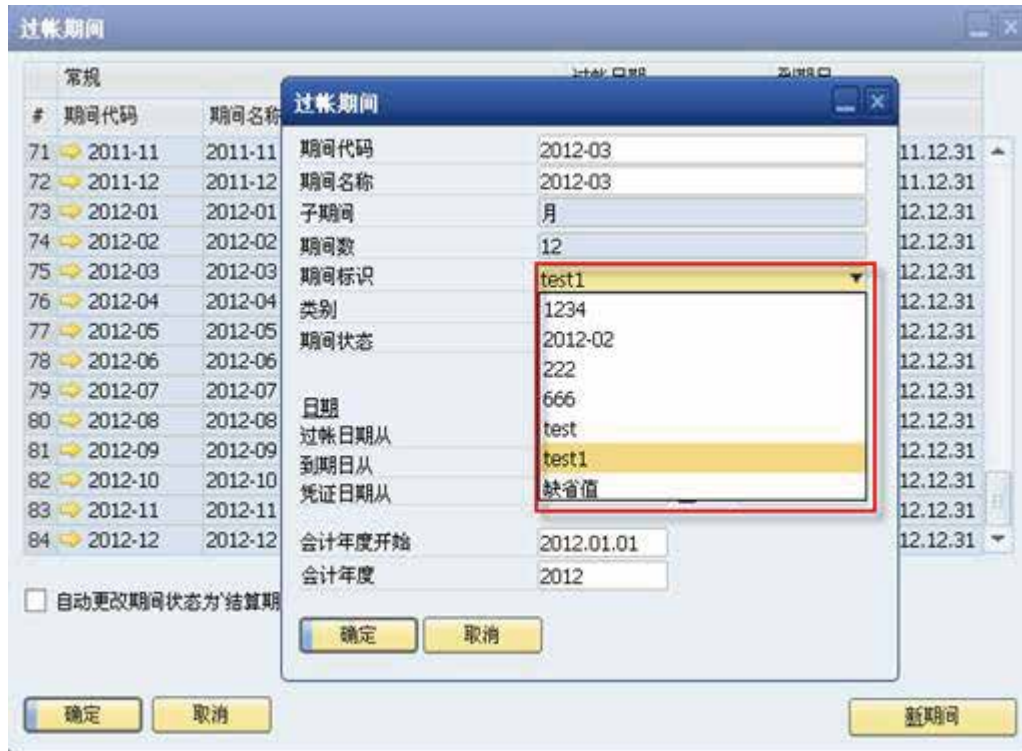 过帐期间
常规 过帐日期 到期日
# 期间代码 期间名称
71 2011-11 2011-11 11.12.31
72 2011-12 2011-12 11.12.31
73 2012-01 2012-01 12.12.31
74 2012-02 2012-02 12.12.31
75 2012-03 2012-03 12.12.31
76 2012-04 2012-04 12.12.31
77 2012-05 2012-05 12.12.31
78 2012-06 2012-06 12.12.31
79 2012-07 2012-07 12.12.31
80 2012-08 2012-08 12.12.31
81 2012-09 2012-09 12.12.31
82 2012-10 2012-10 12.12.31
83 2012-11 2012-11 12.12.31
84 2012-12 2012-12 12.12.31
自动更改期间状态为'结算期
确定 取消 新期间
过帐期间
期间代码 2012-03
期间名称 2012-03
子期间 月
期间数 12
期间标识 test1
类别 1234
期间状态 2012-02
222
日期 666
过帐日期从 test
到期日从 test1
凭证日期从 缺省值
会计年度开始 2012.01.01
会计年度 2012
确定 取消